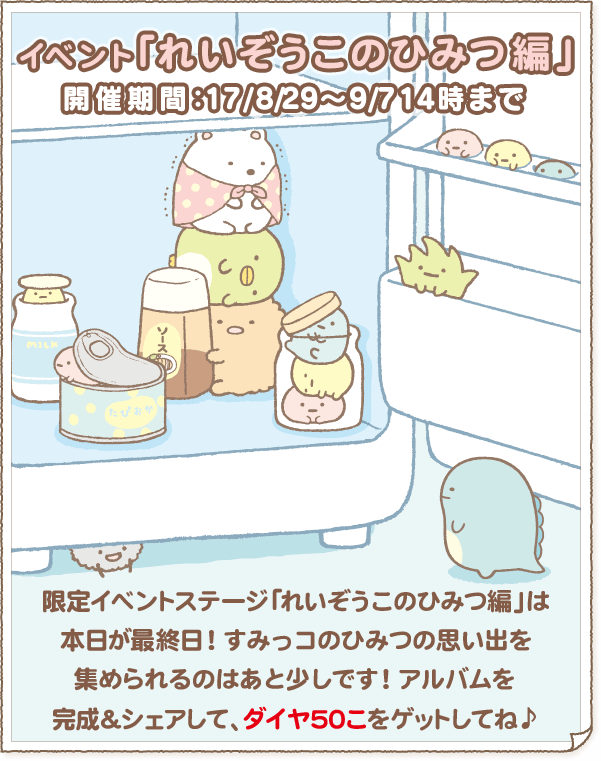 イベント「れいぞうこのひみつ編」
開催期間:17/8/29～9/7 14時まで
ソース
MILK
たぴおか
限定イベントステージ「れいぞうこのひみつ編」は
本日が最終日！すみっコのひみつの思い出を
集められるのはあと少しです！アルバムを
完成&シェアして、ダイヤ50こをゲットしてね♪